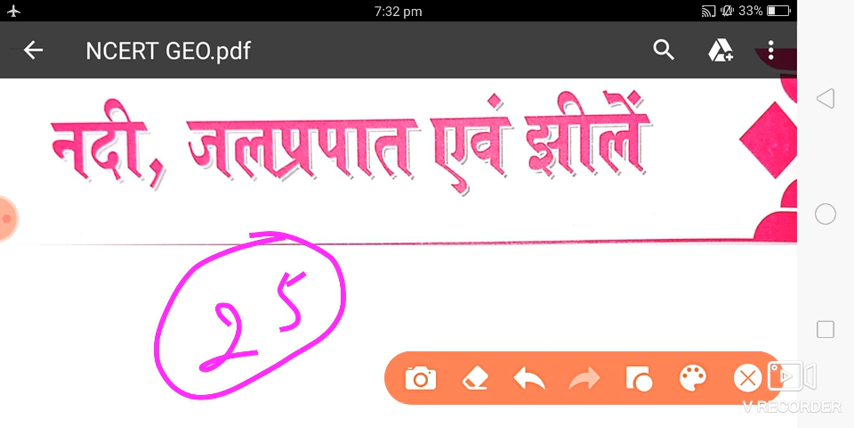 7:32 pm 33%
NCERT GEO.pdf
नदी, जलप्रपात एवं झीलें
25
V RECORDER